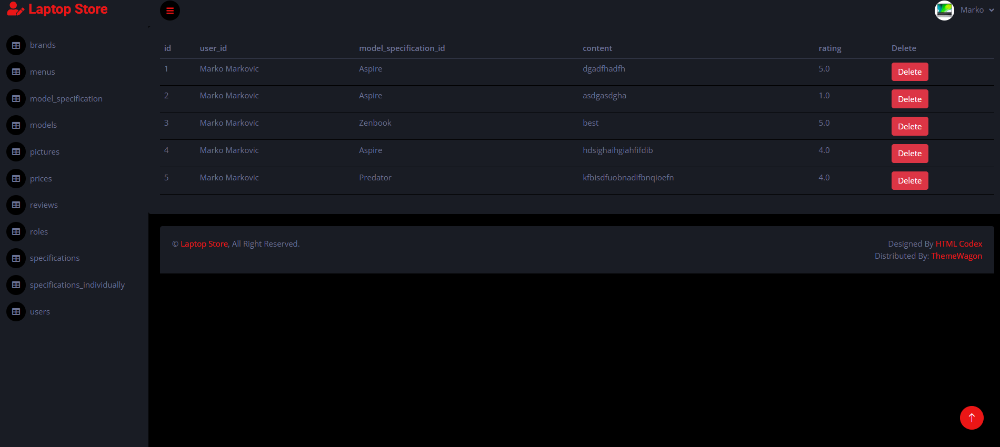 Laptop Store
Marko
brands
menus
model_specification
models
pictures
prices
reviews
roles
specifications
specifications_individually
users
id user_id model_specification_id content rating Delete
1 Marko Markovic Aspire dgadfhadfh 5.0 Delete
2 Marko Markovic Aspire asdgasdgha 1.0 Delete
3 Marko Markovic Zenbook best 5.0 Delete
4 Marko Markovic Aspire hdsighaihgiahfifdib 4.0 Delete
5 Marko Markovic Predator kfbisdfuobnadifbnqioefn 4.0 Delete
© Laptop Store, All Right Reserved.
Designed By HTML Codex
Distributed By: ThemeWagon